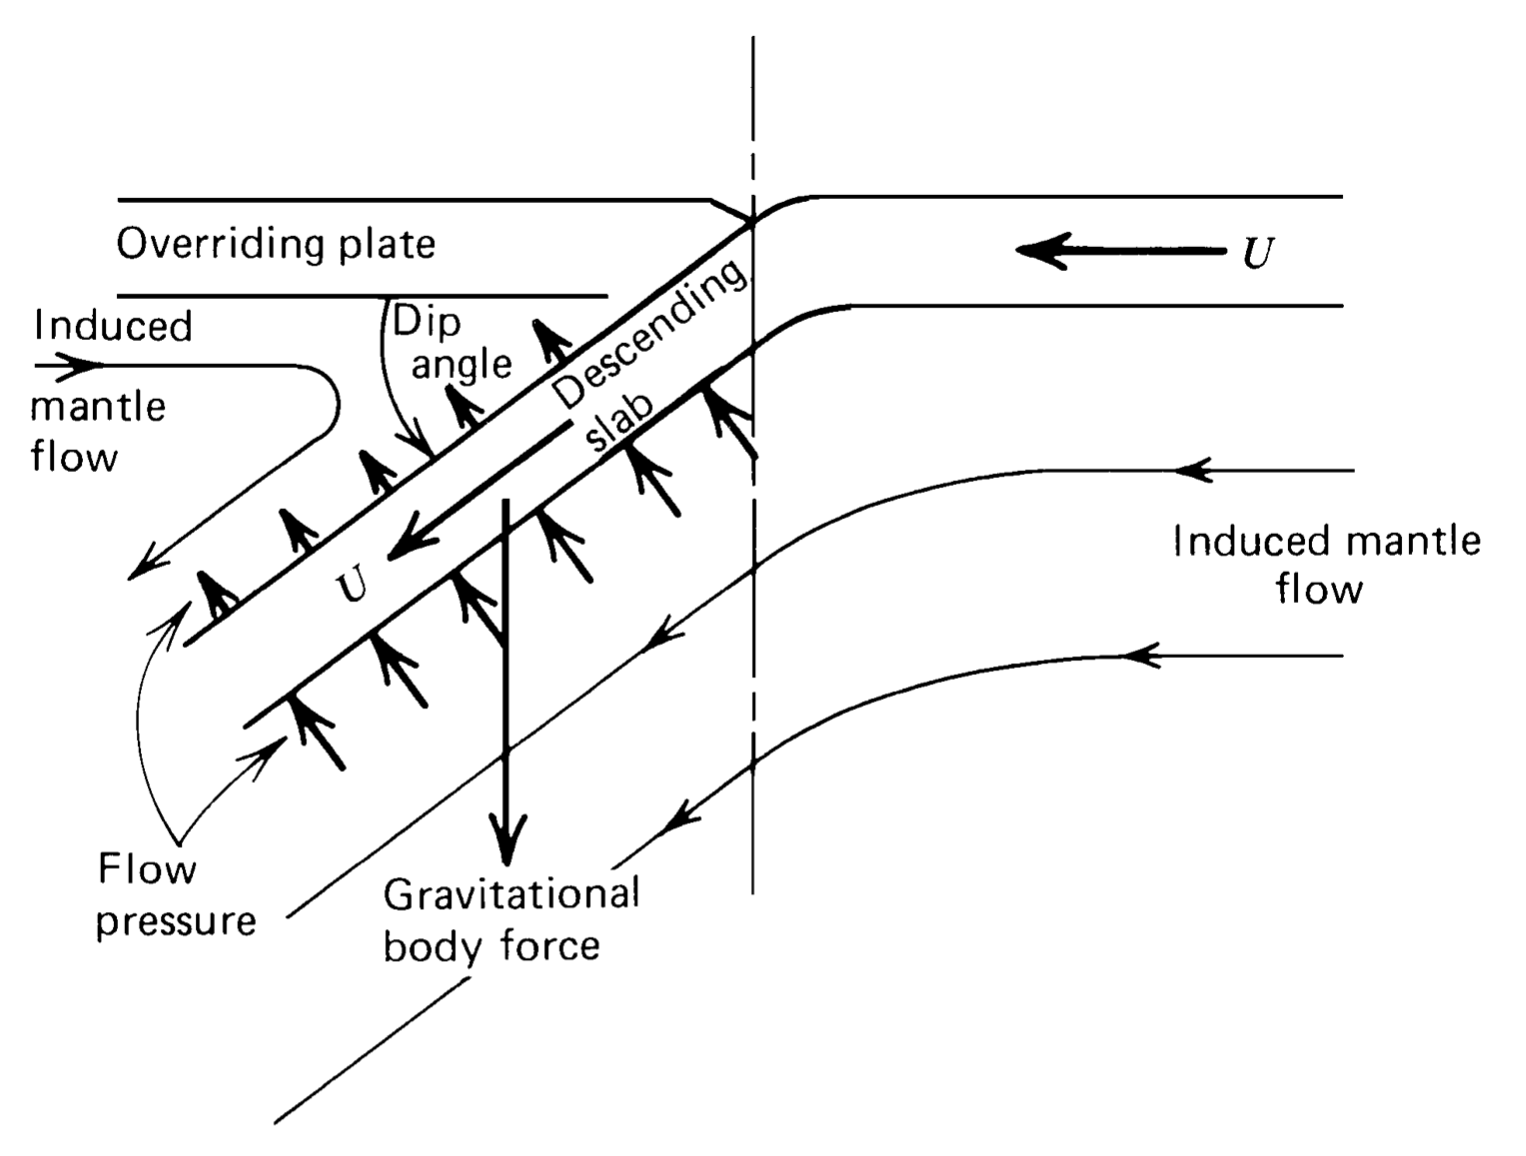 Overriding plate
U
Descending
slab
Dip
angle
Induced
mantle
flow
U
Induced mantle
flow
Flow
pressure
Gravitational
body force